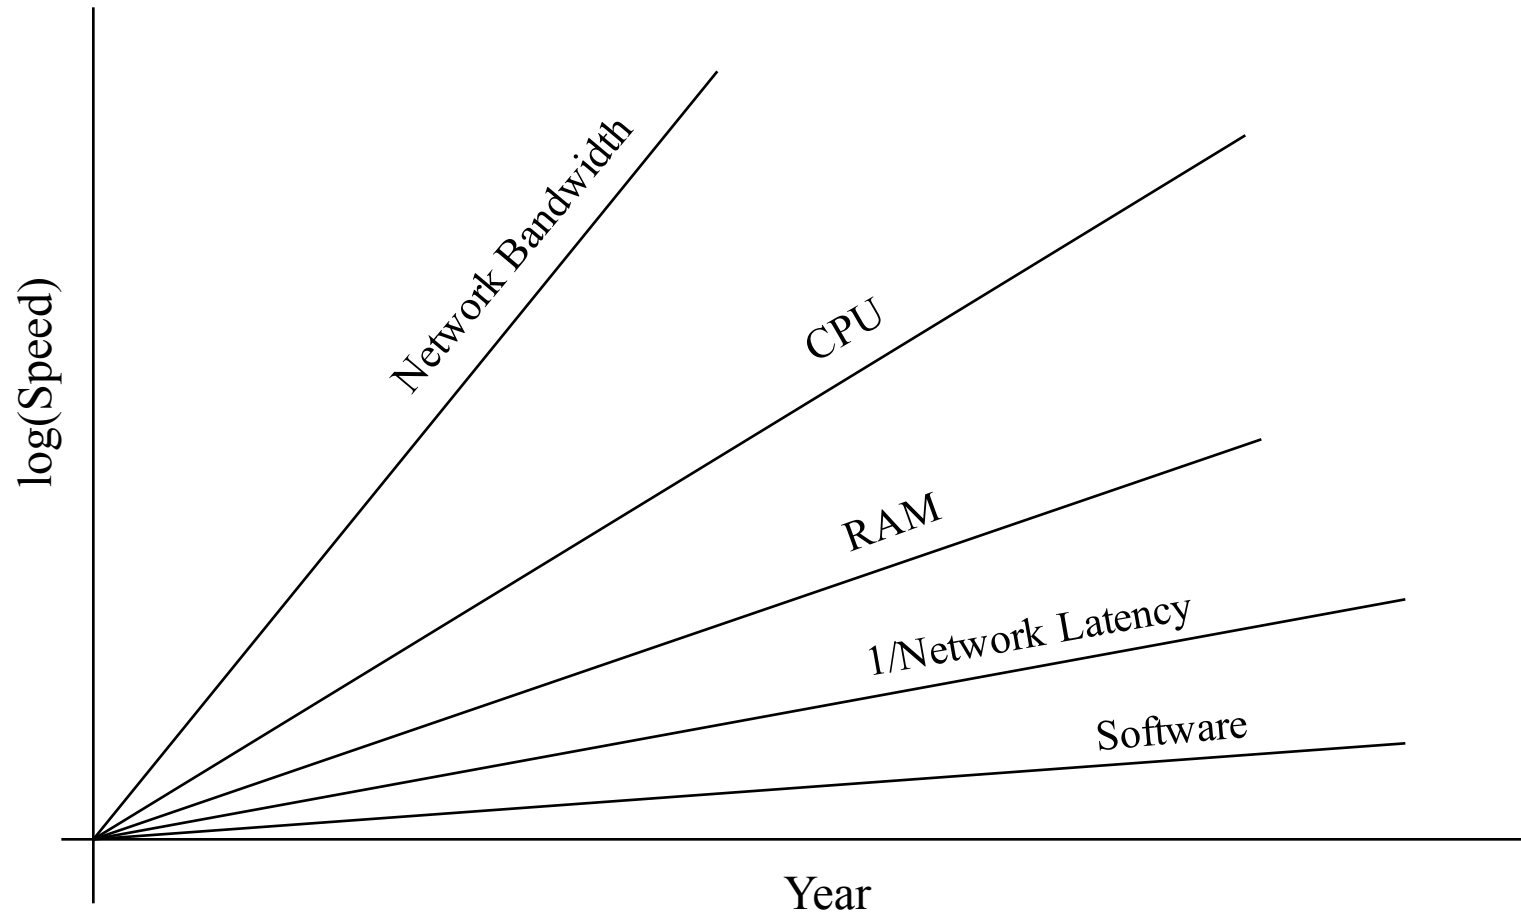 Network Bandwidth
CPU
log(Speed)
RAM
1/Network Latency
Software
Year